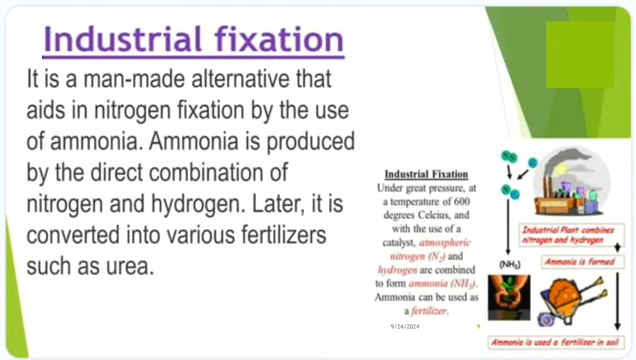 Industrial fixation
It is a man-made alternative that
aids in nitrogen fixation by the use
of ammonia. Ammonia is produced
by the direct combination of
nitrogen and hydrogen. Later, it is
converted into various fertilizers
such as urea.
Industrial Fixation
Under great pressure, at
a temperature of 600
degrees Celcius, and
with the use of a
catalyst, atmospheric
nitrogen (N₂) and
hydrogen are combined
to form ammonia (NH₃).
Ammonia can be used as
a fertilizer.
Industrial Plant combines
nitrogen and hydrogen
(NH₃)
Ammonia is formed
Ammonia is used a fertilizer in soil
9/24/2024
9